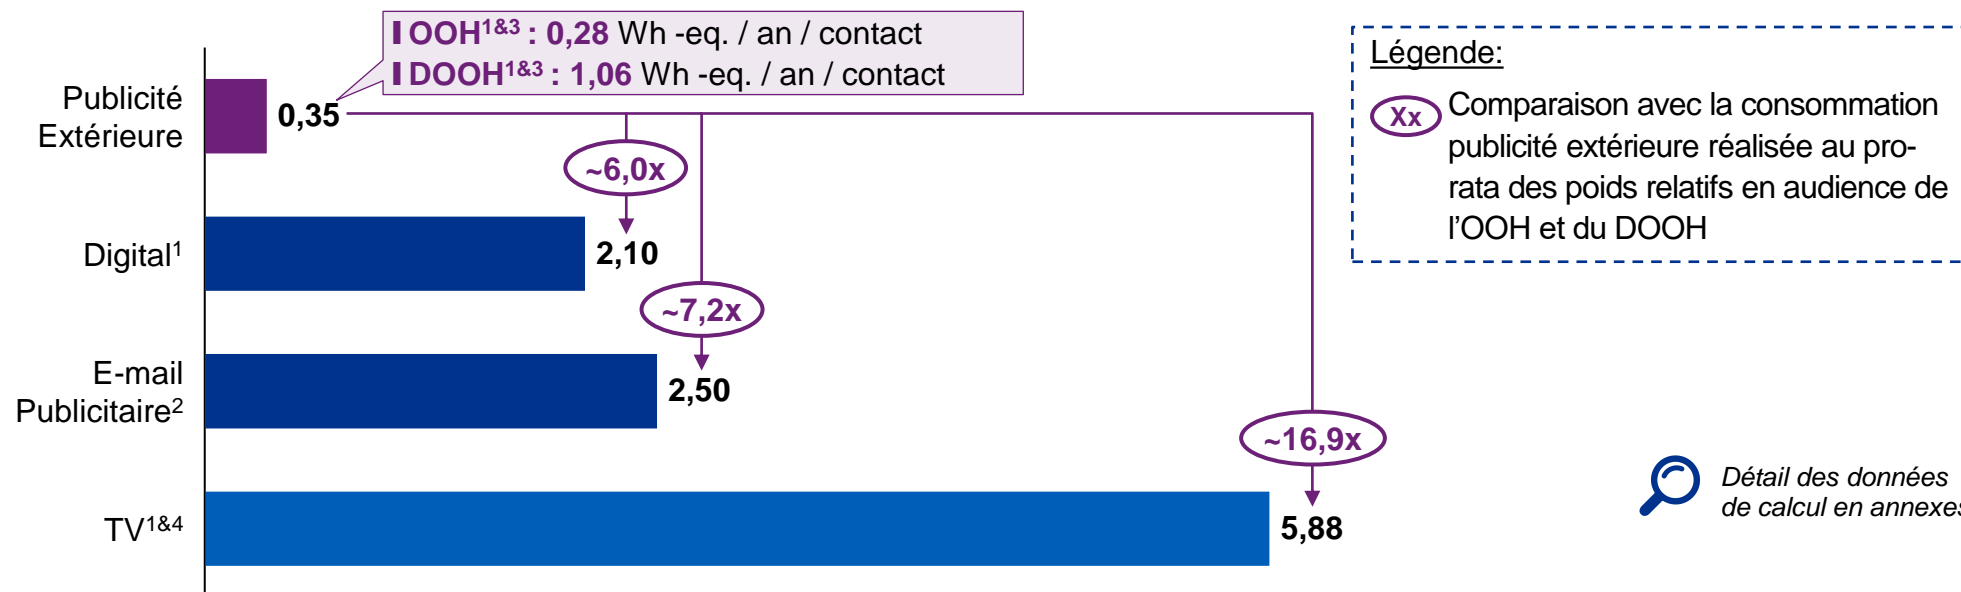 OOH1&3 : 0,28 Wh -eq. / an / contact
DOOH1&3 : 1,06 Wh -eq. / an / contact
Publicité
Extérieure
0,35
~6,0x
Digital1
2,10
~7,2x
E-mail
Publicitaire2
2,50
~16,9x
TV1&4
5,88
Légende:
Xx
Comparaison avec la consommation
publicité extérieure réalisée au pro-
rata des poids relatifs en audience de
l’OOH et du DOOH
Détail des données
de calcul en annexes